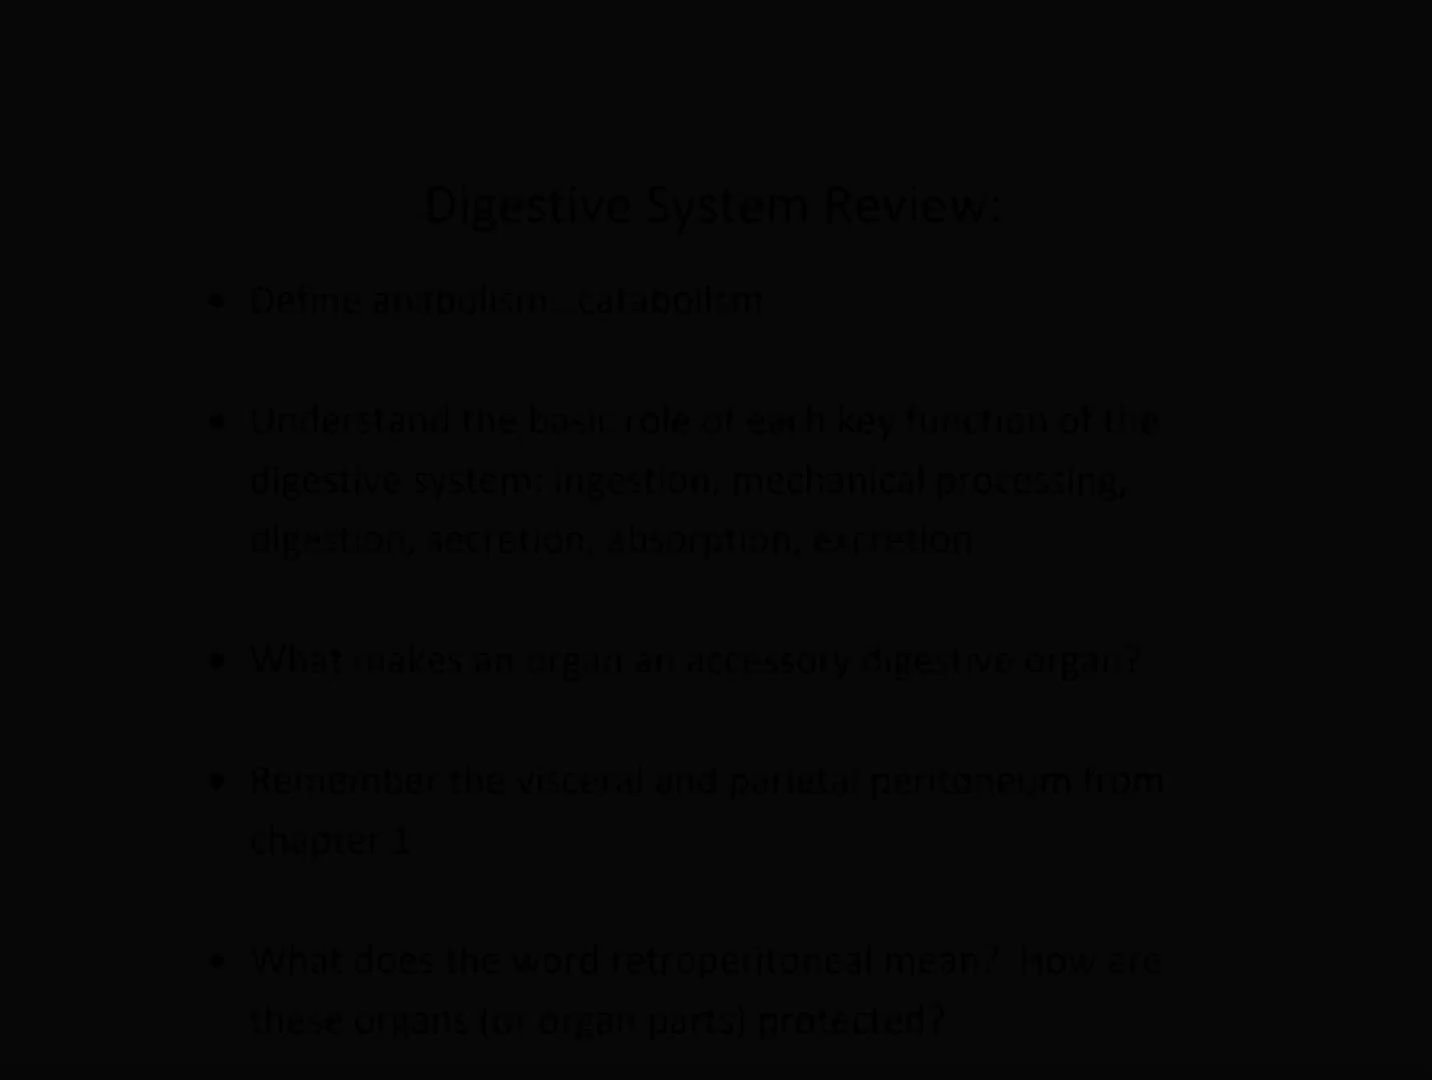 Digestive System Review:
• Define anabolism...catabolism
• Understand the basic role of each key function of the
digestive system: ingestion, mechanical processing,
digestion, secretion, absorption, excretion
• What makes an organ an accessory digestive organ?
• Remember the visceral and parietal peritoneum from
chapter 1
• What does the word retroperitoneal mean? How are
these organs (or organ parts) protected?